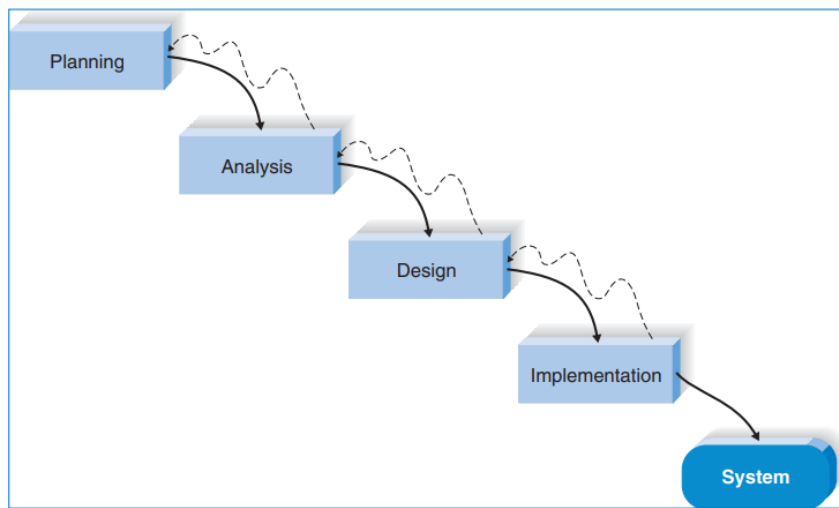 Planning
Analysis
Design
Implementation
System